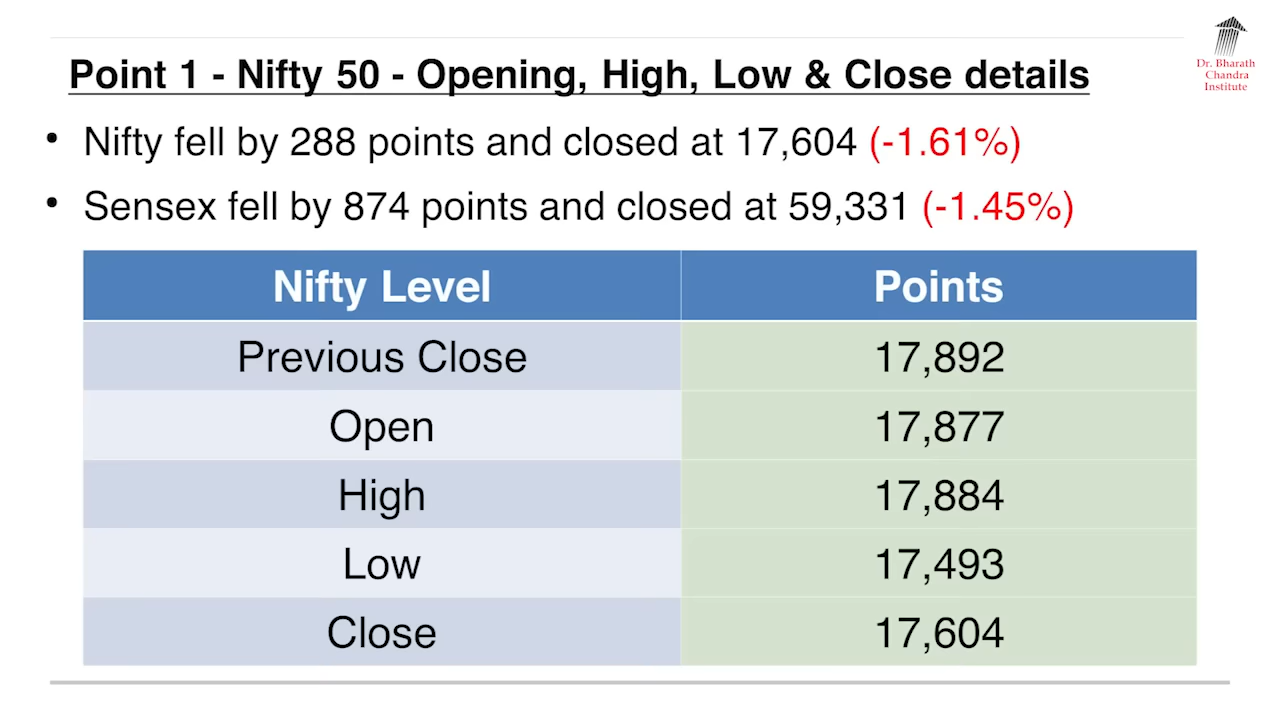 Dr. Bharath
Chandra
Institute
Point 1 - Nifty 50 - Opening, High, Low & Close details
• Nifty fell by 288 points and closed at 17,604 (-1.61%)
• Sensex fell by 874 points and closed at 59,331 (-1.45%)
Nifty Level Points
Previous Close 17,892
Open 17,877
High 17,884
Low 17,493
Close 17,604